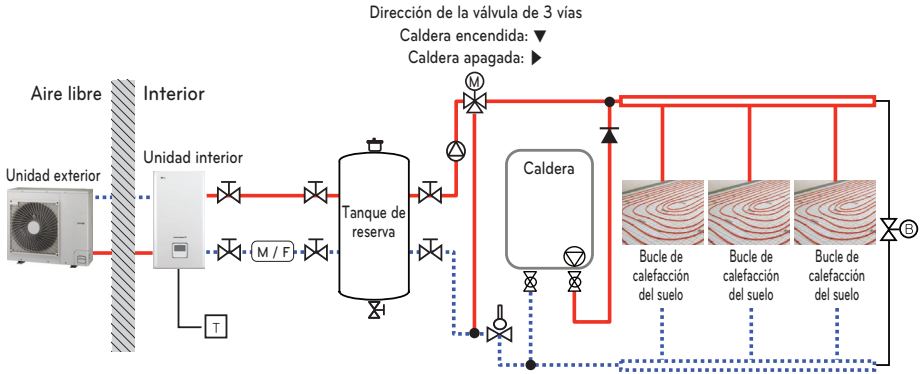 Dirección de la válvula de 3 vías
Caldera encendida: ▼
Caldera apagada: ▶
Aire libre
Interior
M
Unidad exterior
Unidad interior
Caldera
Tanque de
reserva
M / F
T
B
Bucle de
calefacción
del suelo
Bucle de
calefacción
del suelo
Bucle de
calefacción
del suelo